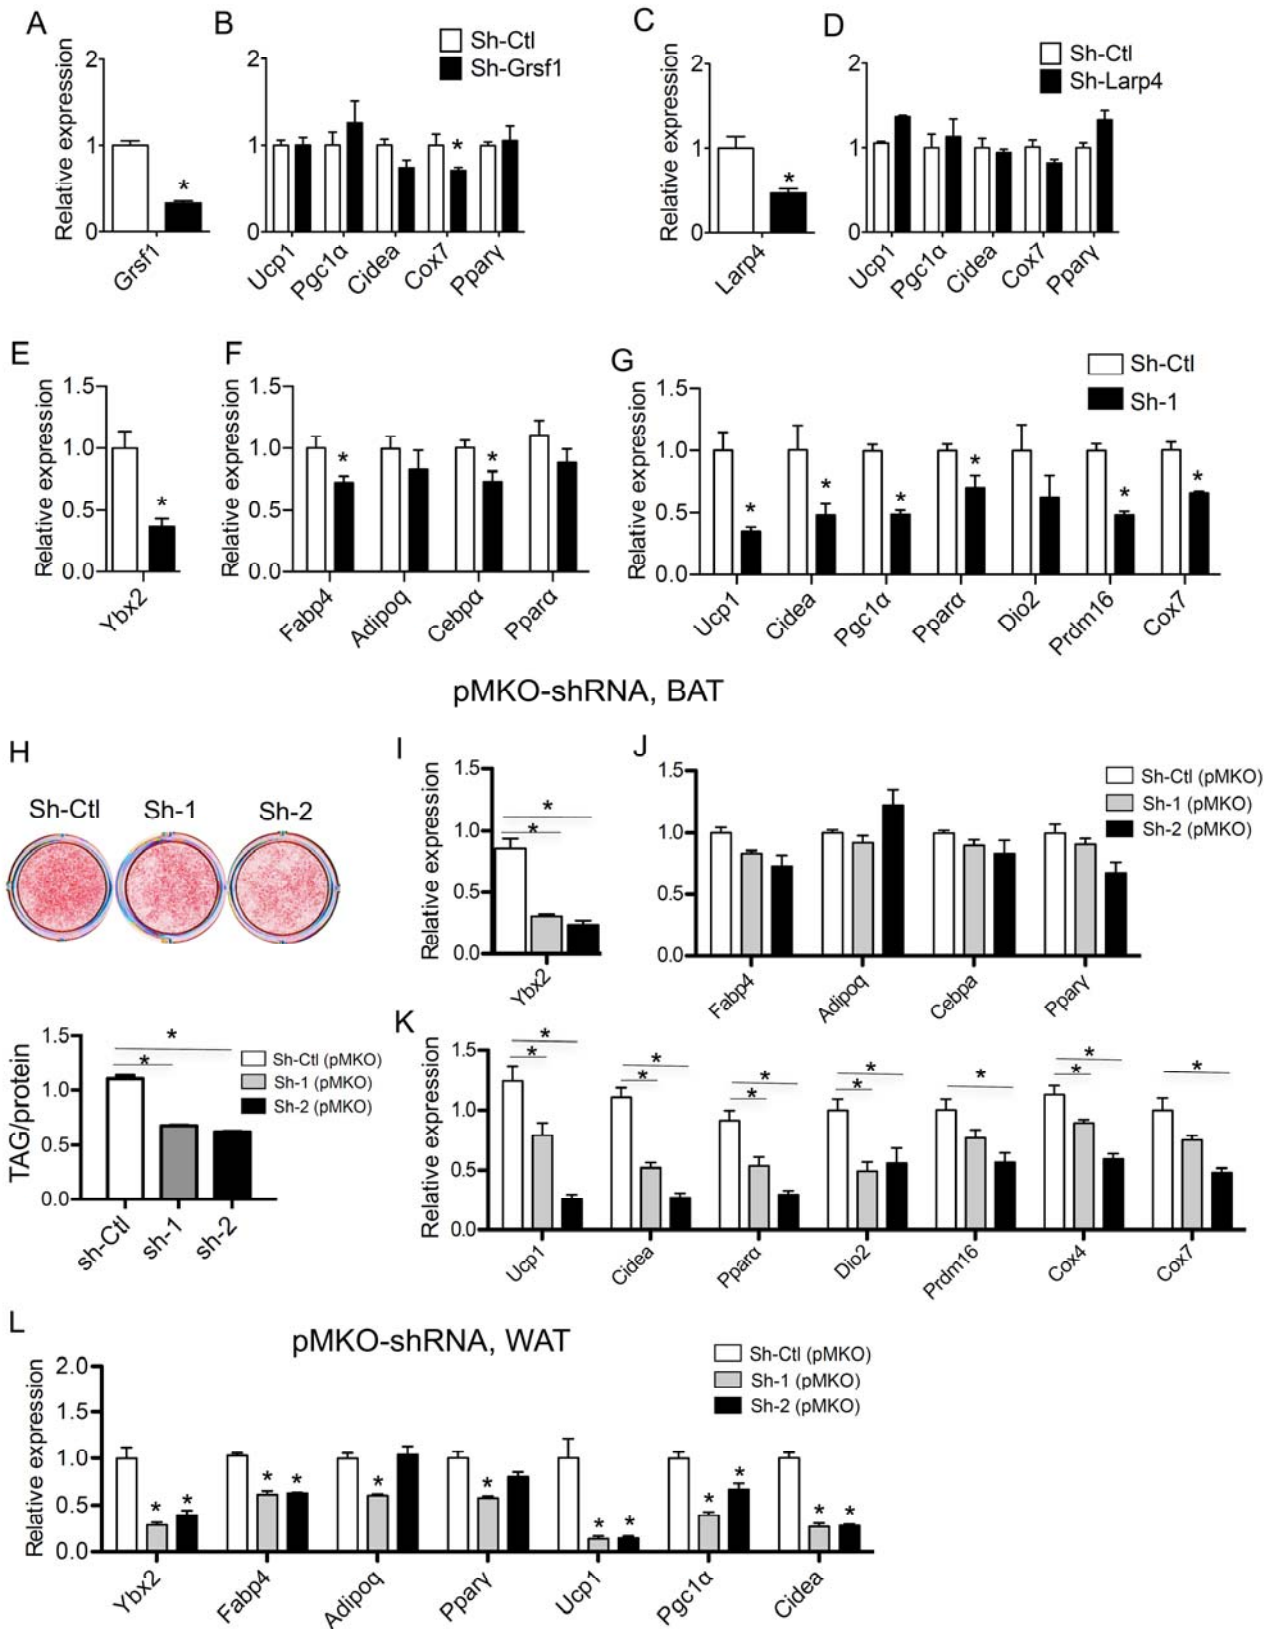 A
Relative expression
2
1
0
*
Grsf1
B
Sh-Ctl
Sh-Grsf1
2
1
0
*
Ucp1 Pgc1α Cidea Cox7 Pparγ
C
Relative expression
2
1
0
*
Larp4
D
Sh-Ctl
Sh-Larp4
2
1
0
Ucp1 Pgc1α Cidea Cox7 Pparγ
E
Relative expression
1.5
1.0
0.5
0.0
*
Ybx2
F
Relative expression
1.5
1.0
0.5
0.0
* *
Fabp4 Adipoq Cebpα Pparα
G
Sh-Ctl
Sh-1
Relative expression
1.5
1.0
0.5
0.0
* * * * * *
Ucp1 Cidea Pgc1α Pparα Dio2 Prdm16 Cox7
pMKO-shRNA, BAT
H
Sh-Ctl Sh-1 Sh-2
TAG/protein
1.5
1.0
0.5
0.0
*
*
Sh-Ctl (pMKO)
Sh-1 (pMKO)
Sh-2 (pMKO)
sh-Ctl sh-1 sh-2
I
Relative expression
1.5
1.0
0.5
0.0
*
*
Ybx2
J
1.5
1.0
0.5
0.0
Sh-Ctl (pMKO)
Sh-1 (pMKO)
Sh-2 (pMKO)
Fabp4 Adipoq Cebpa Pparγ
K
Relative expression
1.5
1.0
0.5
0.0
* * * * * * *
* * * * *
Ucp1 Cidea Pparα Dio2 Prdm16 Cox4 Cox7
L
pMKO-shRNA, WAT
Sh-Ctl (pMKO)
Sh-1 (pMKO)
Sh-2 (pMKO)
Relative expression
2.0
1.5
1.0
0.5
0.0
* * * * * * * * * * * *
Ybx2 Fabp4 Adipoq Pparγ Ucp1 Pgc1α Cidea